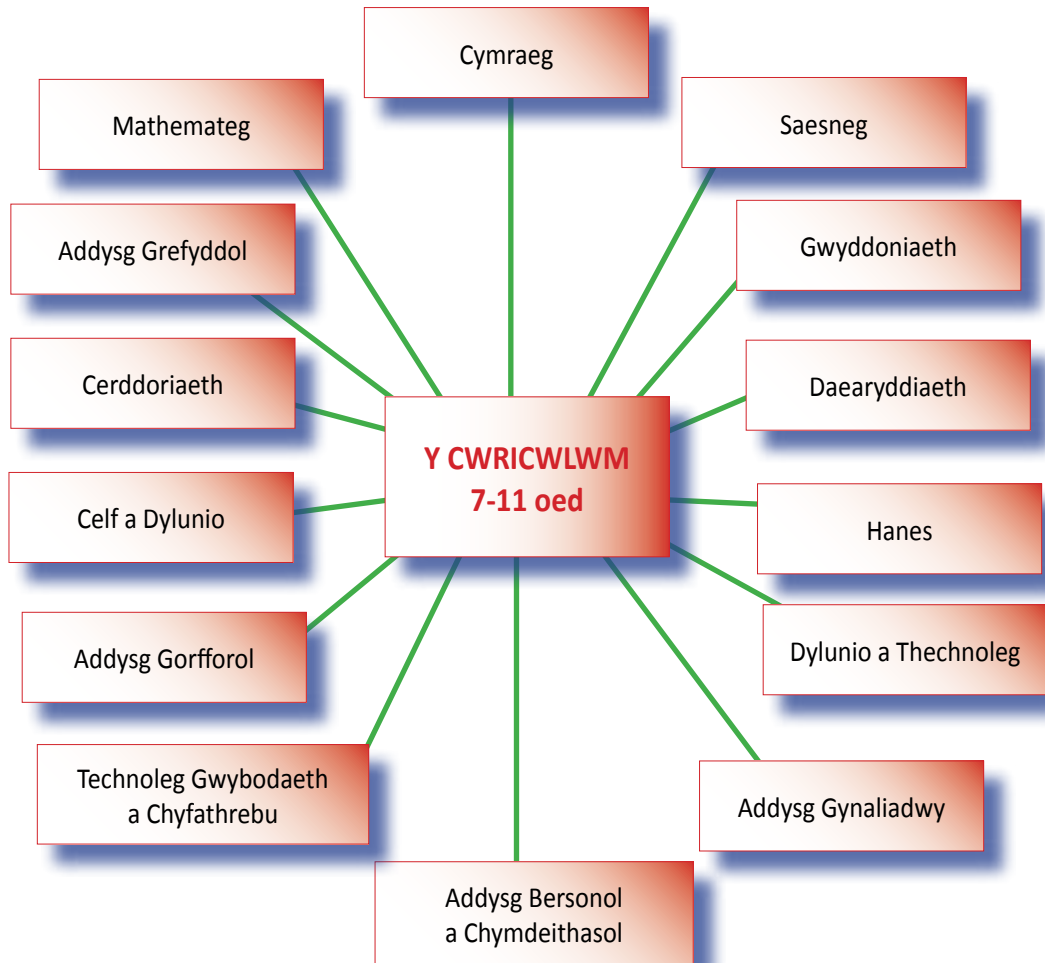 Cymraeg
Mathemateg
Saesneg
Addysg Grefyddol
Gwyddoniaeth
Cerddoriaeth
Daearyddiaeth
Y CWRICWLWM
7-11 oed
Celf a Dylunio
Hanes
Addysg Gorfforol
Dylunio a Thechnoleg
Technoleg Gwybodaeth
a Chyfathrebu
Addysg Gynaliadwy
Addysg Bersonol
a Chymdeithasol